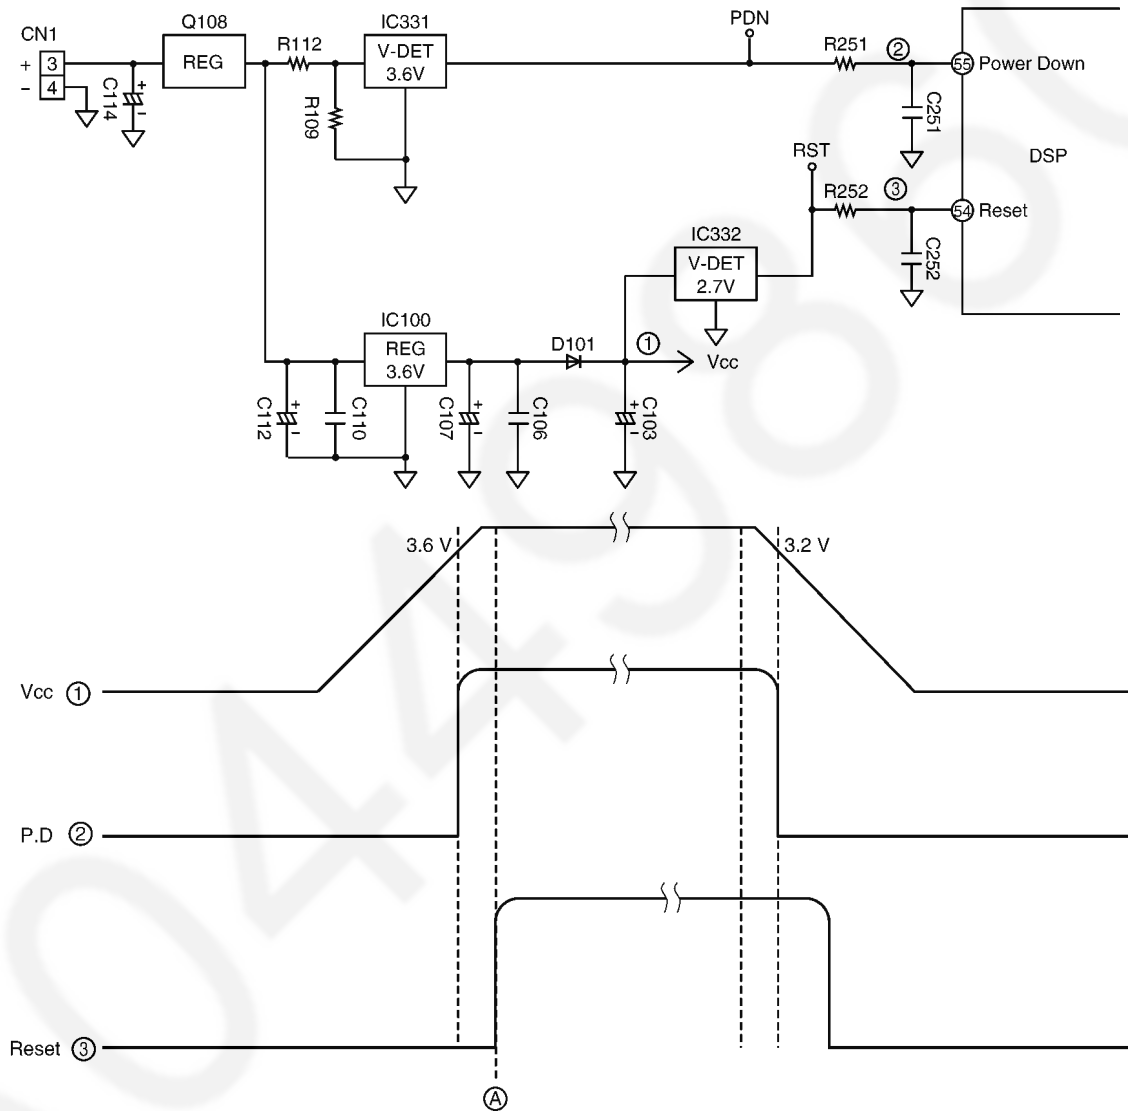 CN1
+ 3
- 4
C114
+
-
Q108
REG
R112
R109
IC331
V-DET
3.6V
PDN
R251
②
55 Power Down
C251
DSP
RST
R252
③
54 Reset
C252
IC332
V-DET
2.7V
IC100
REG
3.6V
D101
①
Vcc
C112
+
-
C110
C107
+
-
C106
C103
+
-
3.6 V
3.2 V
Vcc ①
P.D ②
Reset ③
Ⓐ